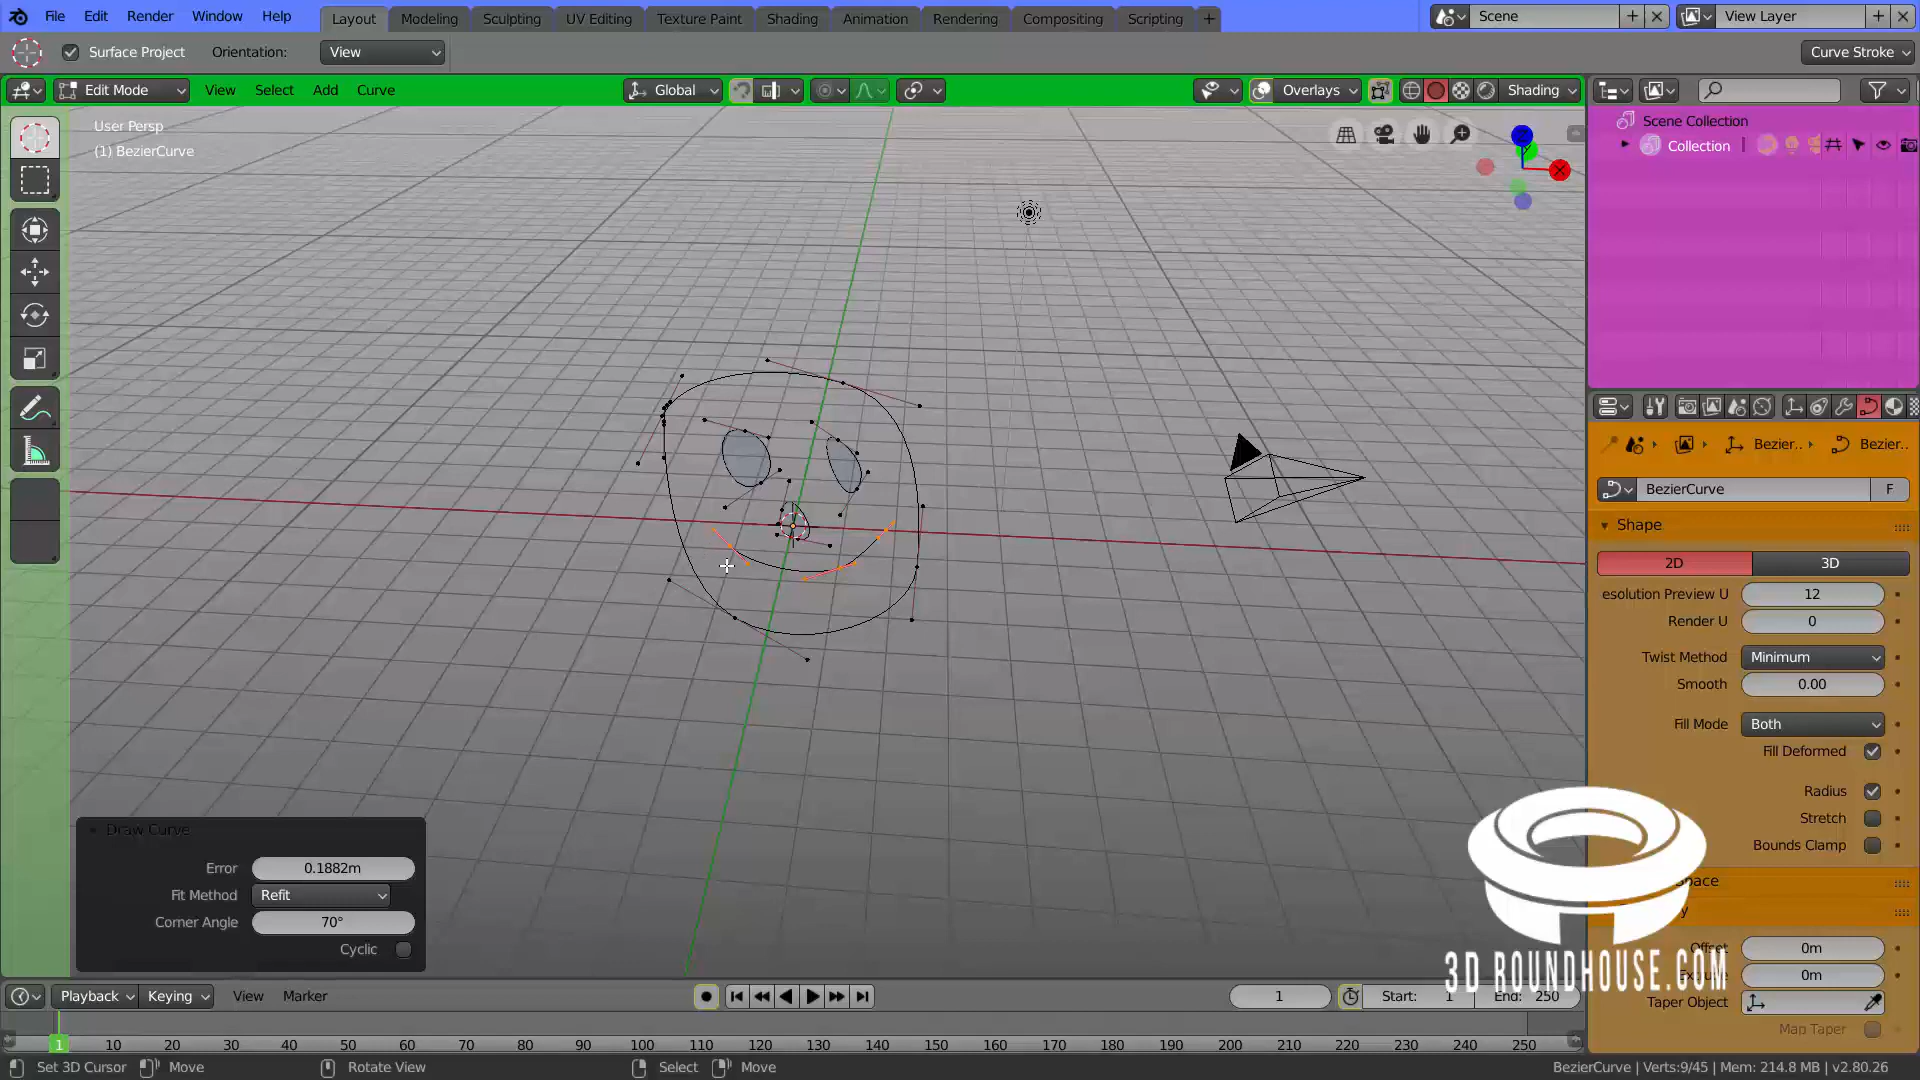 File Edit Render Window Help Layout Modeling Sculpting UV Editing Texture Paint Shading Animation Rendering Compositing Scripting + Scene View Layer
Surface Project Orientation: View Curve Stroke
Edit Mode View Select Add Curve Global Overlays Shading
User Persp
(1) BezierCurve
Z
X
Scene Collection
Collection
Bezier.. Bezier..
BezierCurve F
Shape
2D 3D
esolution Preview U 12
Render U 0
Twist Method Minimum
Smooth 0.00
Fill Mode Both
Fill Deformed
Radius
Stretch
Bounds Clamp
Space
y
Offset 0m
Extrude 0m
Taper Object
Map Taper
Draw Curve
Error 0.1882m
Fit Method Refit
Corner Angle 70°
Cyclic
3D ROUNDHOUSE.COM
Playback Keying View Marker 1 Start: 1 End: 250
1 10 20 30 40 50 60 70 80 90 100 110 120 130 140 150 160 170 180 190 200 210 220 230 240 250
Set 3D Cursor Move Rotate View Select Move BezierCurve | Verts:9/45 | Mem: 214.8 MB | v2.80.26